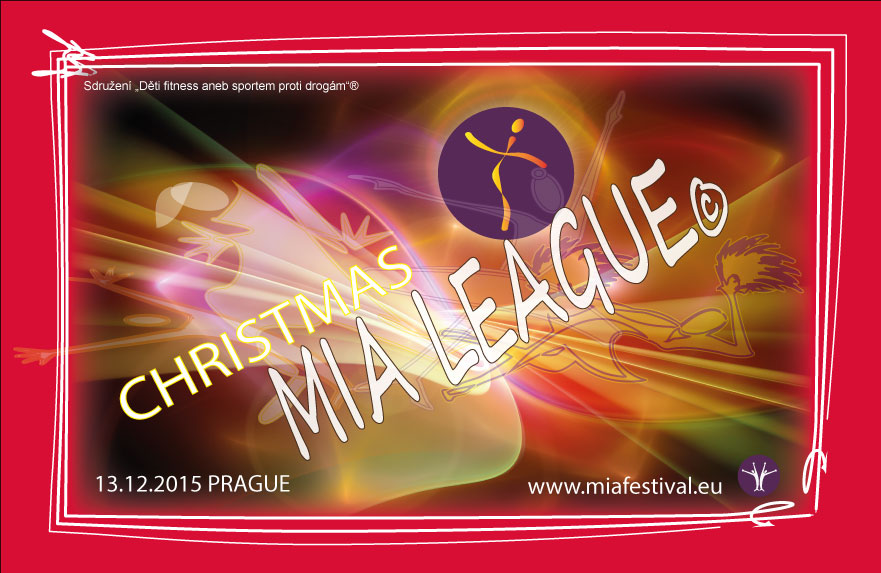 Sdružení „Děti fitness aneb sportem proti drogám“®
CHRISTMAS
MIA LEAGUE©
13.12.2015 PRAGUE
www.miafestival.eu